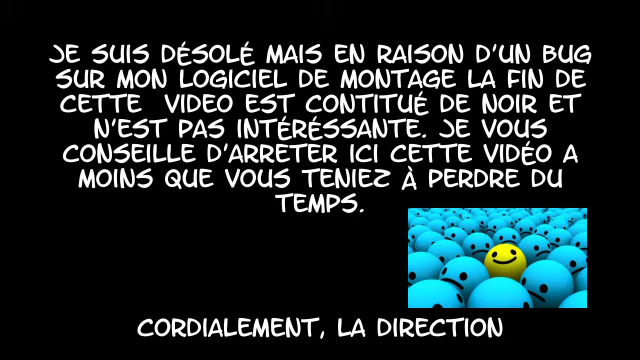 JE SUIS DÉSOLÉ MAIS EN RAISON D'UN BUG
SUR MON LOGICIEL DE MONTAGE LA FIN DE
CETTE VIDEO EST CONTITUÉ DE NOIR ET
N'EST PAS INTÉRÉSSANTE. JE VOUS
CONSEILLE D'ARRETER ICI CETTE VIDÉO A
MOINS QUE VOUS TENIEZ À PERDRE DU
TEMPS.
CORDIALEMENT, LA DIRECTION